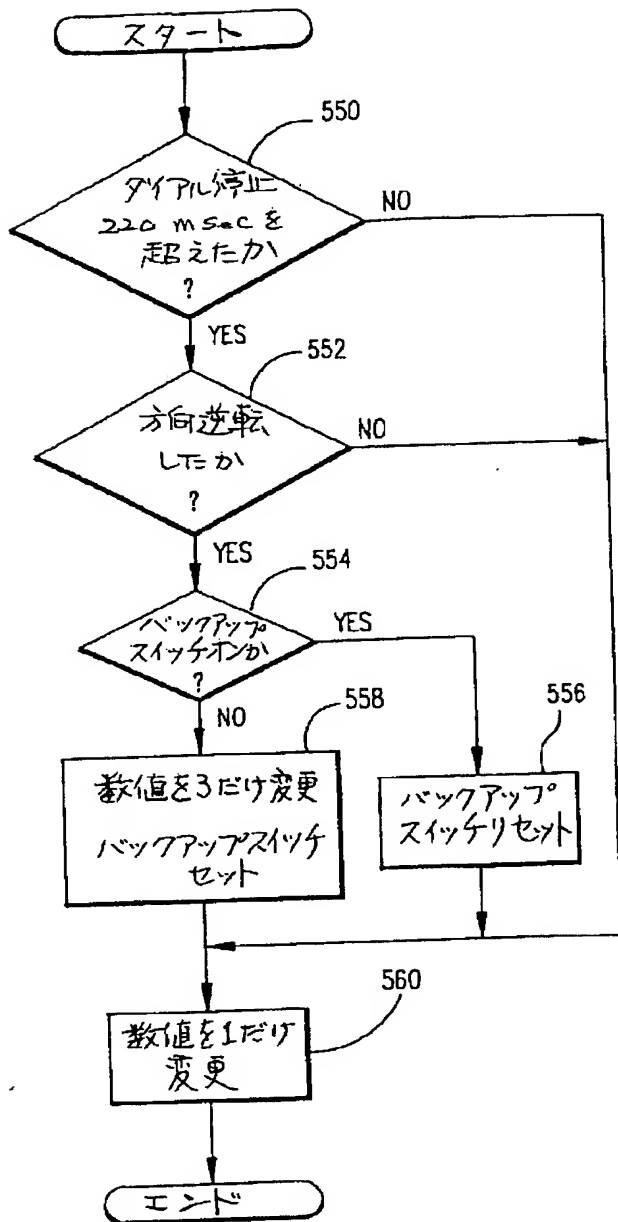 スタート
550
ダイアル停止
220 msecを
超えたか
?
NO
YES
552
方向逆転
したか
?
NO
YES
554
バックアップ
スイッチオンか
?
YES
NO
558
数値を3だけ変更
バックアップスイッチ
セット
556
バックアップ
スイッチリセット
560
数値を1だけ
変更
エンド